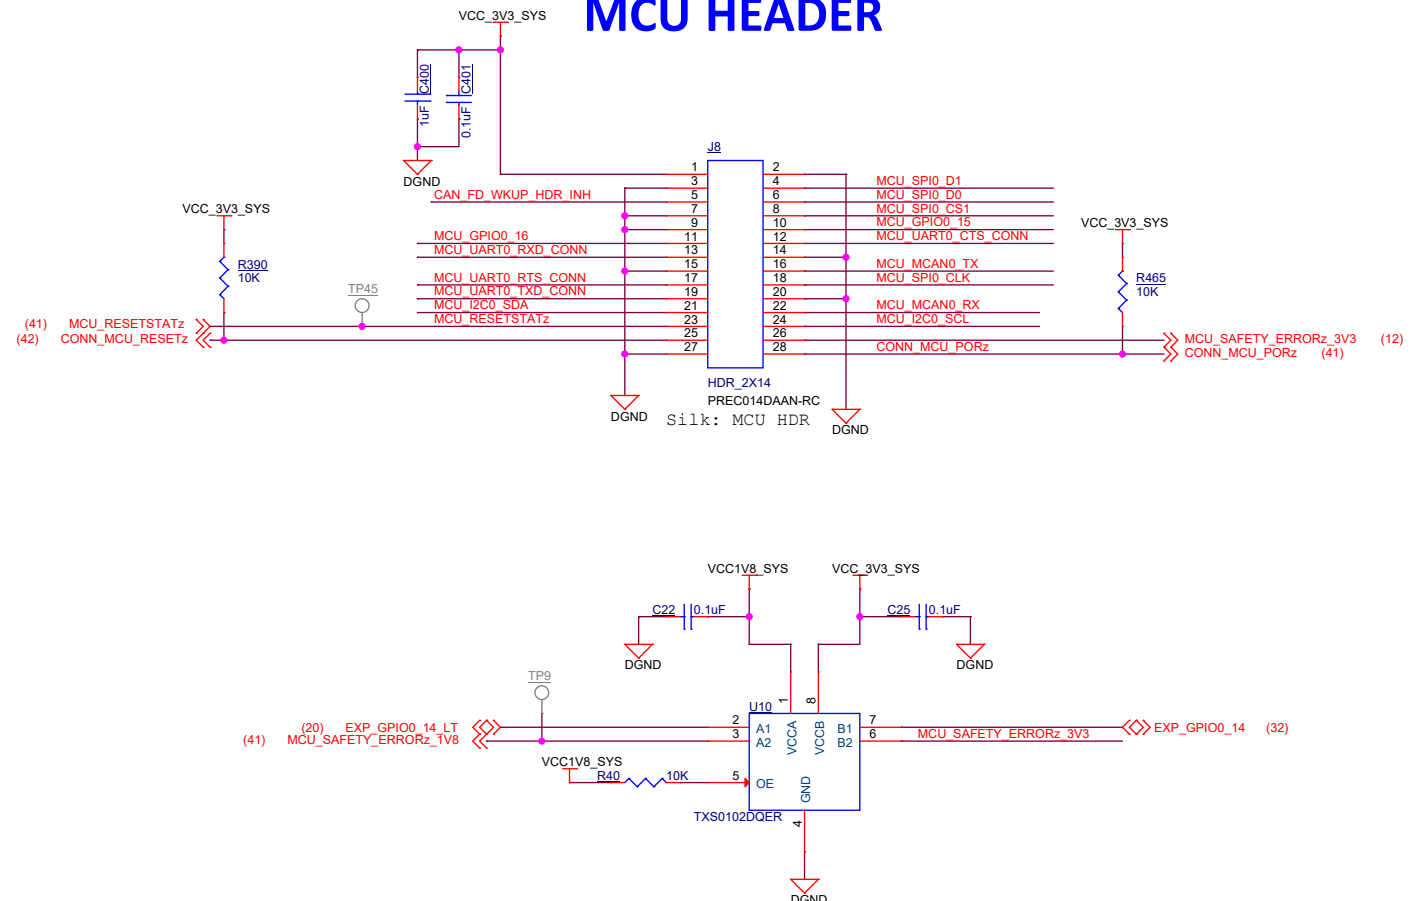 MCU HEADER
VCC_3V3_SYS
C400
1uF
C401
0.1uF
DGND
J8
1 2
3 4 MCU_SPI0_D1
CAN_FD_WKUP_HDR_INH 5 6 MCU_SPI0_D0
7 8 MCU_SPI0_CS1
9 10 MCU_GPIO0_15
MCU_GPIO0_16 11 12 MCU_UART0_CTS_CONN
MCU_UART0_RXD_CONN 13 14
15 16 MCU_MCAN0_TX
MCU_UART0_RTS_CONN 17 18 MCU_SPI0_CLK
MCU_UART0_TXD_CONN 19 20
MCU_I2C0_SDA 21 22 MCU_MCAN0_RX
MCU_RESETSTATz 23 24 MCU_I2C0_SCL
25 26
27 28 CONN_MCU_PORz
VCC_3V3_SYS
R390
10K
TP45
(41) MCU_RESETSTATz
(42) CONN_MCU_RESETz
VCC_3V3_SYS
R465
10K
MCU_SAFETY_ERRORz_3V3 (12)
CONN_MCU_PORz (41)
HDR_2X14
PREC014DAAN-RC
Silk: MCU HDR
DGND
DGND
VCC1V8_SYS
VCC_3V3_SYS
C22 0.1uF
C25 0.1uF
DGND
DGND
TP9
U10
1
8
(20) EXP_GPIO0_14_LT
(41) MCU_SAFETY_ERRORz_1V8
2 A1
3 A2
VCCA
VCCB
B1 7
B2 6
MCU_SAFETY_ERRORz_3V3
EXP_GPIO0_14 (32)
VCC1V8_SYS
R40 10K
5 OE
GND
TXS0102DQER
4
DGND